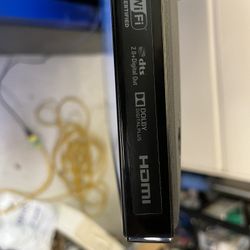 Wi Fi
CERTIFIED
dts
2.0+Digital Out
DOLBY
DIGITAL PLUS
HDMI